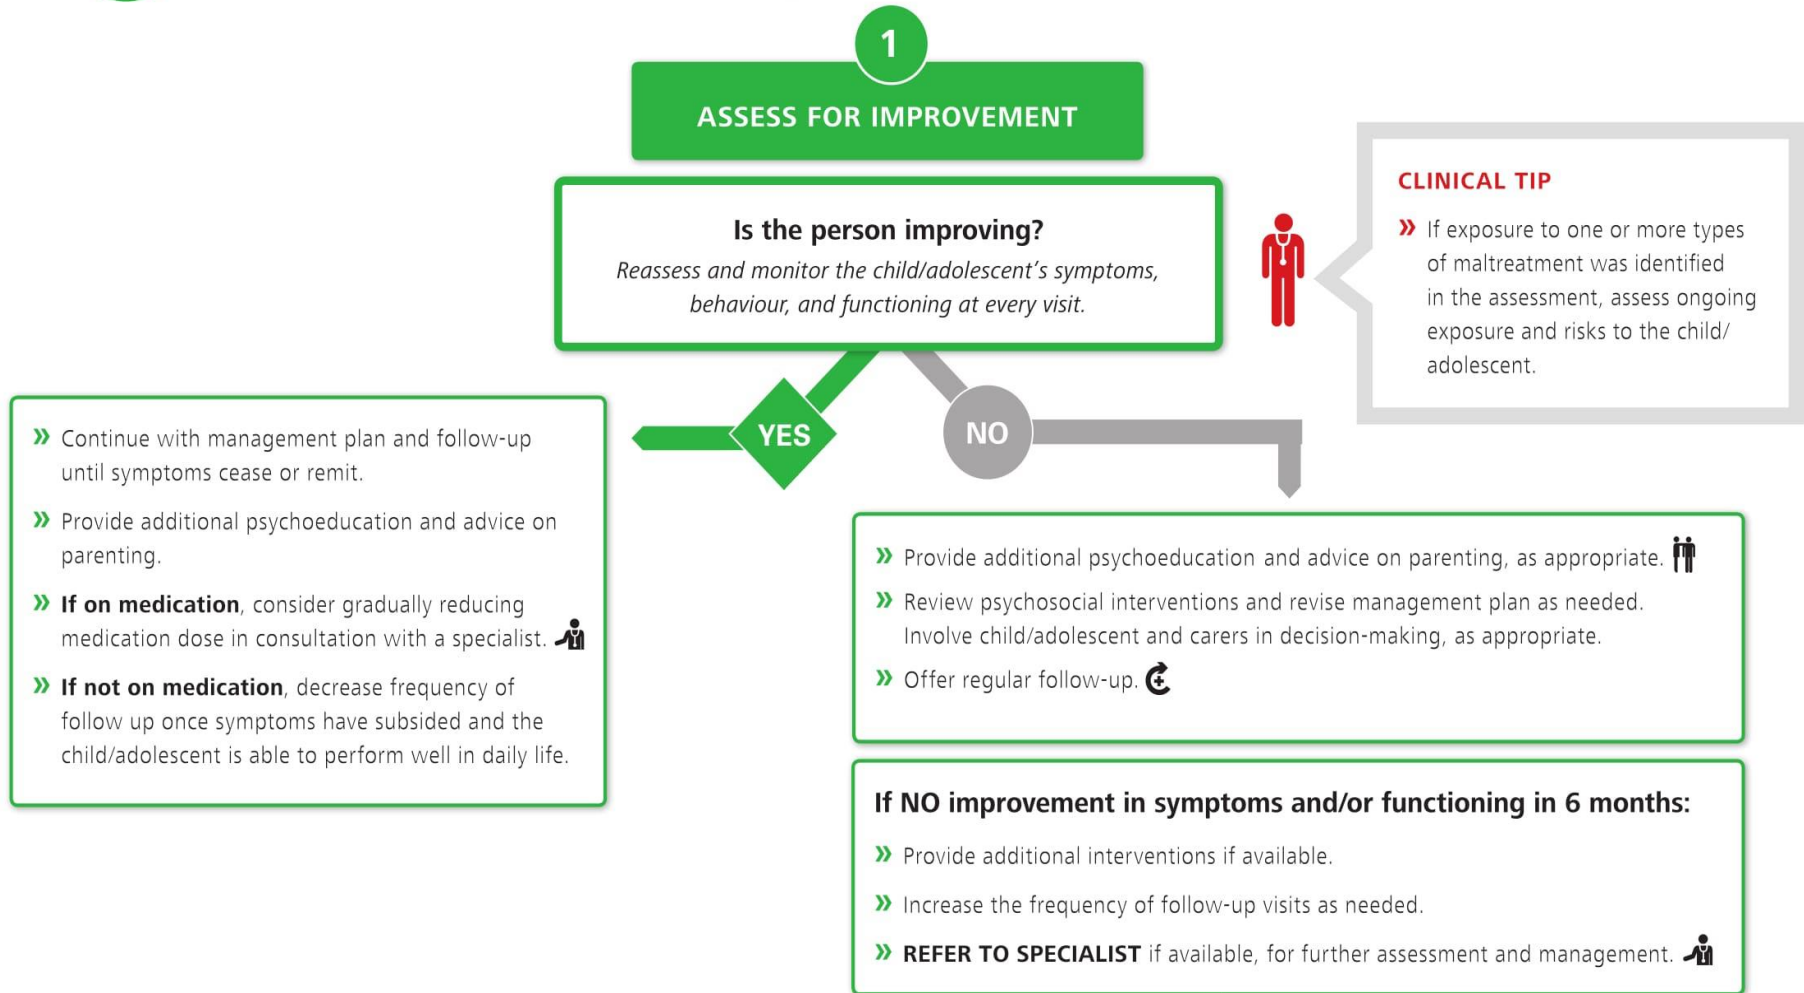 1
ASSESS FOR IMPROVEMENT
Is the person improving?
Reassess and monitor the child/adolescent’s symptoms,
behaviour, and functioning at every visit.
CLINICAL TIP
» If exposure to one or more types
of maltreatment was identified
in the assessment, assess ongoing
exposure and risks to the child/
adolescent.
YES
NO
» Continue with management plan and follow-up
until symptoms cease or remit.
» Provide additional psychoeducation and advice on
parenting.
» If on medication, consider gradually reducing
medication dose in consultation with a specialist.
» If not on medication, decrease frequency of
follow up once symptoms have subsided and the
child/adolescent is able to perform well in daily life.
» Provide additional psychoeducation and advice on parenting, as appropriate.
» Review psychosocial interventions and revise management plan as needed.
Involve child/adolescent and carers in decision-making, as appropriate.
» Offer regular follow-up.
If NO improvement in symptoms and/or functioning in 6 months:
» Provide additional interventions if available.
» Increase the frequency of follow-up visits as needed.
» REFER TO SPECIALIST if available, for further assessment and management.